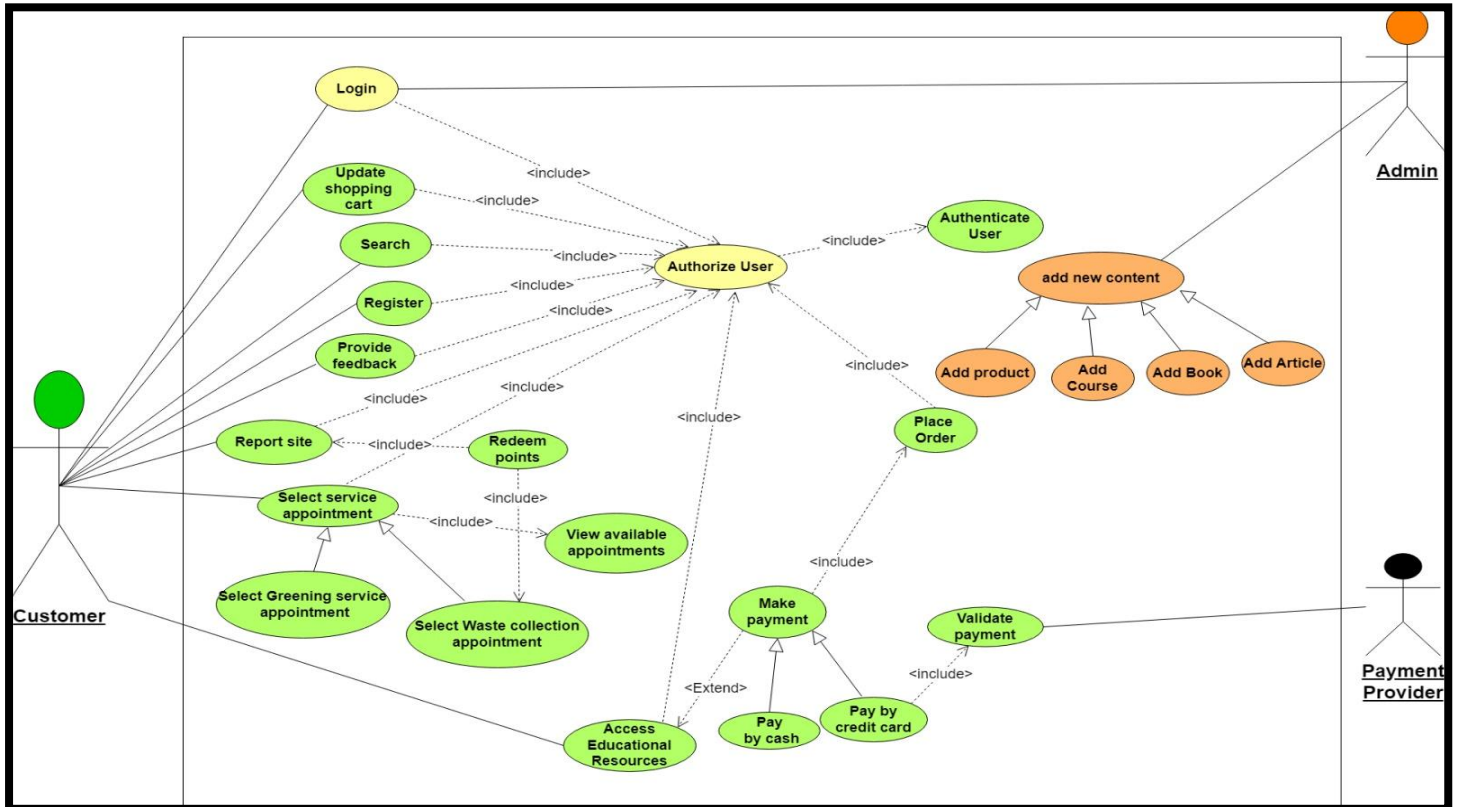 Login
Admin
<include>
Update
shopping
cart
<include>
Authenticate
User
Search
<include>
<include>
Authorize User
add new content
Register
<include>
<include>
Provide
feedback
Add product
Add
Course
Add Book
Add Article
<include>
<include>
<include>
<include>
Place
Order
Report site
<include>
Redeem
points
Select service
appointment
<include>
<include>
View available
appointments
<include>
Select Greening service
appointment
Customer
Select Waste collection
appointment
Make
payment
Validate
payment
Payment
Provider
<Extend>
<include>
Access
Educational
Resources
Pay
by cash
Pay by
credit card